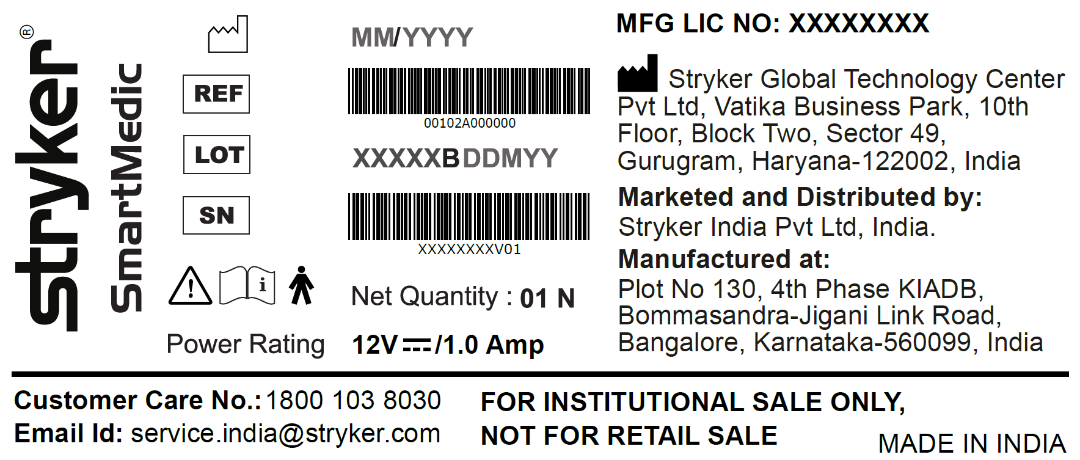 stryker®
SmartMedic
MM/YYYY
REF
00102A000000
LOT
XXXXXBDDMYY
SN
XXXXXXXXV01
i
Net Quantity : 01 N
Power Rating 12V⎓/1.0 Amp
MFG LIC NO: XXXXXXXX
Stryker Global Technology Center
Pvt Ltd, Vatika Business Park, 10th
Floor, Block Two, Sector 49,
Gurugram, Haryana-122002, India
Marketed and Distributed by:
Stryker India Pvt Ltd, India.
Manufactured at:
Plot No 130, 4th Phase KIADB,
Bommasandra-Jigani Link Road,
Bangalore, Karnataka-560099, India
Customer Care No.: 1800 103 8030
Email Id: service.india@stryker.com
FOR INSTITUTIONAL SALE ONLY,
NOT FOR RETAIL SALE
MADE IN INDIA